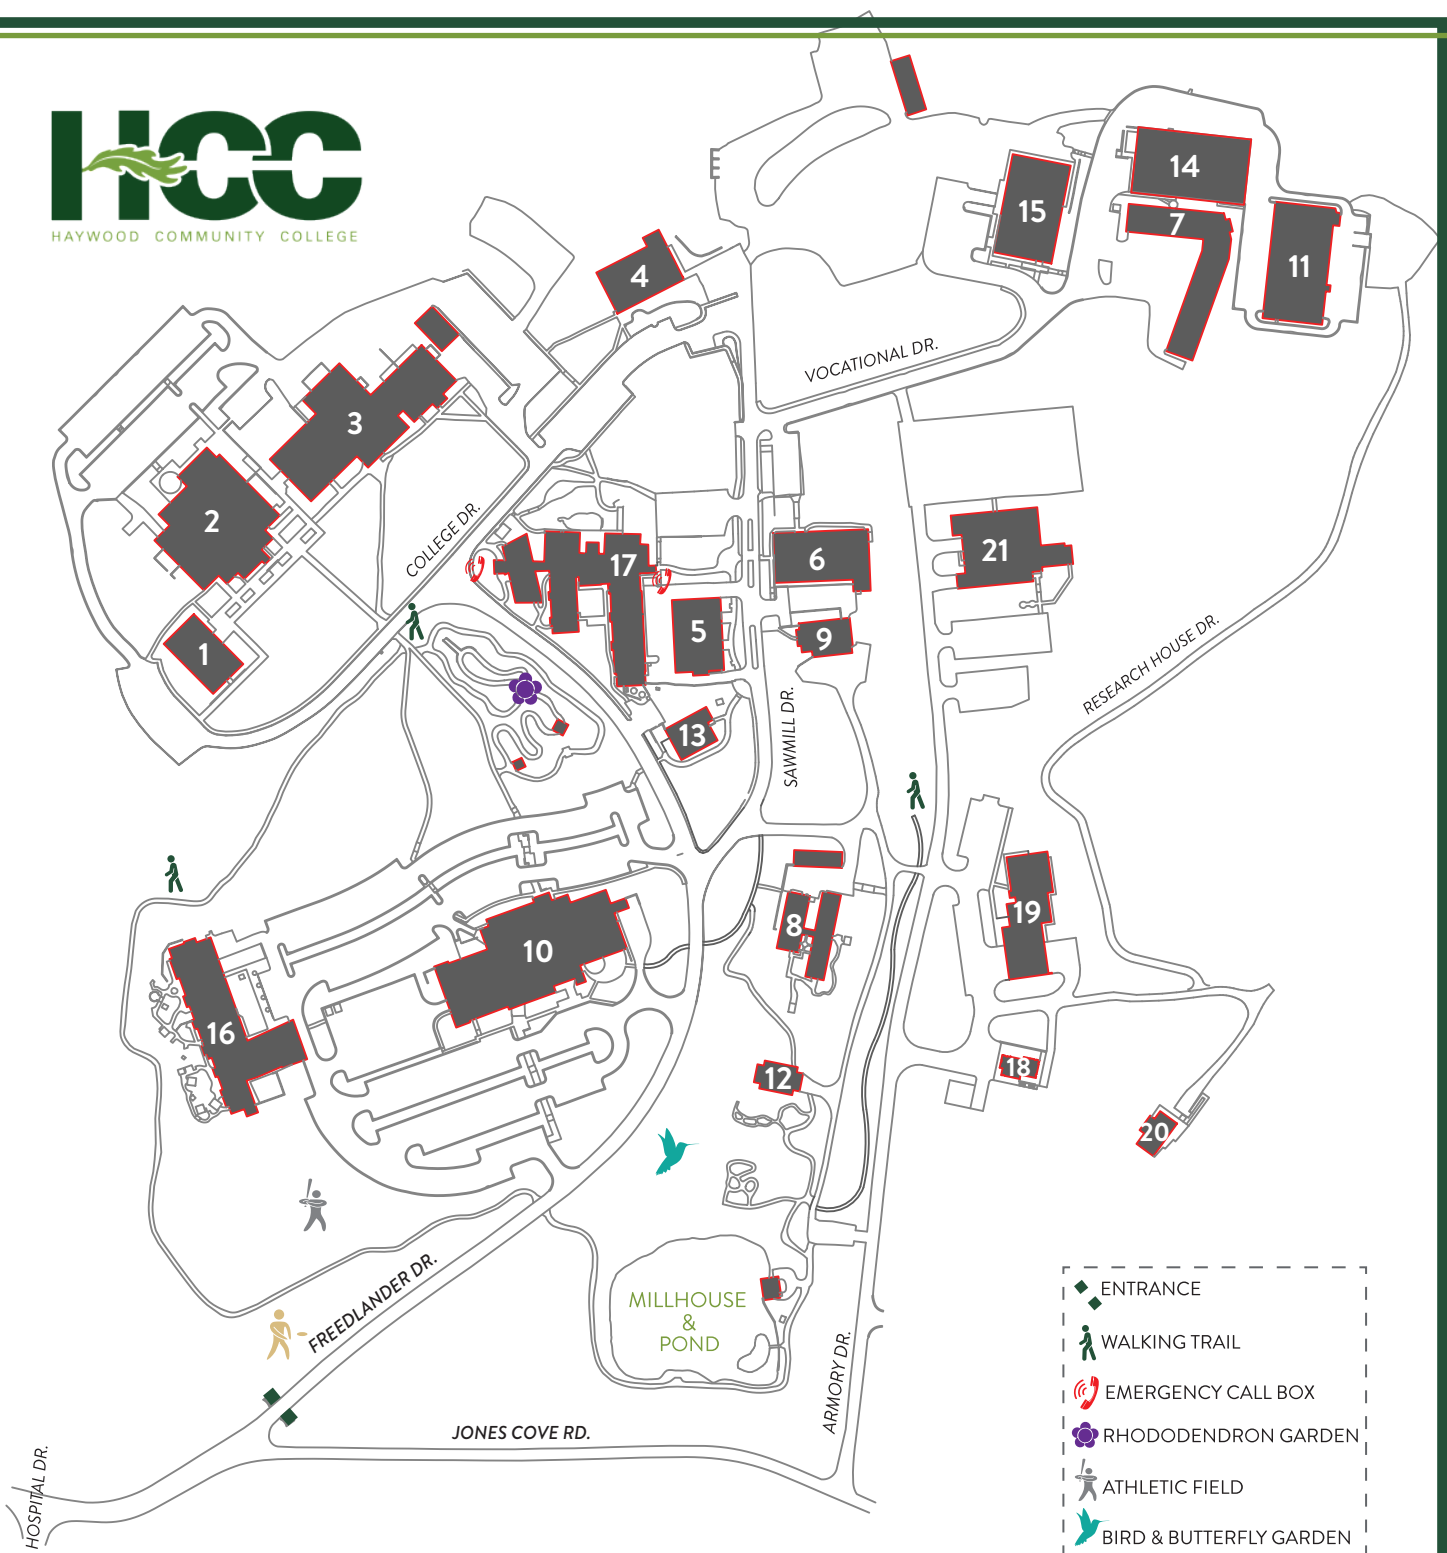 HCC
HAYWOOD COMMUNITY COLLEGE
14
15
7
4
11
VOCATIONAL DR.
3
2
COLLEGE DR.
17
6
21
1
5
9
RESEARCH HOUSE DR.
13
SAWMILL DR.
8
19
10
16
18
12
20
FREEDLANDER DR.
MILLHOUSE
&
POND
ARMORY DR.
JONES COVE RD.
HOSPITAL DR.
ENTRANCE
WALKING TRAIL
EMERGENCY CALL BOX
RHODODENDRON GARDEN
ATHLETIC FIELD
BIRD & BUTTERFLY GARDEN